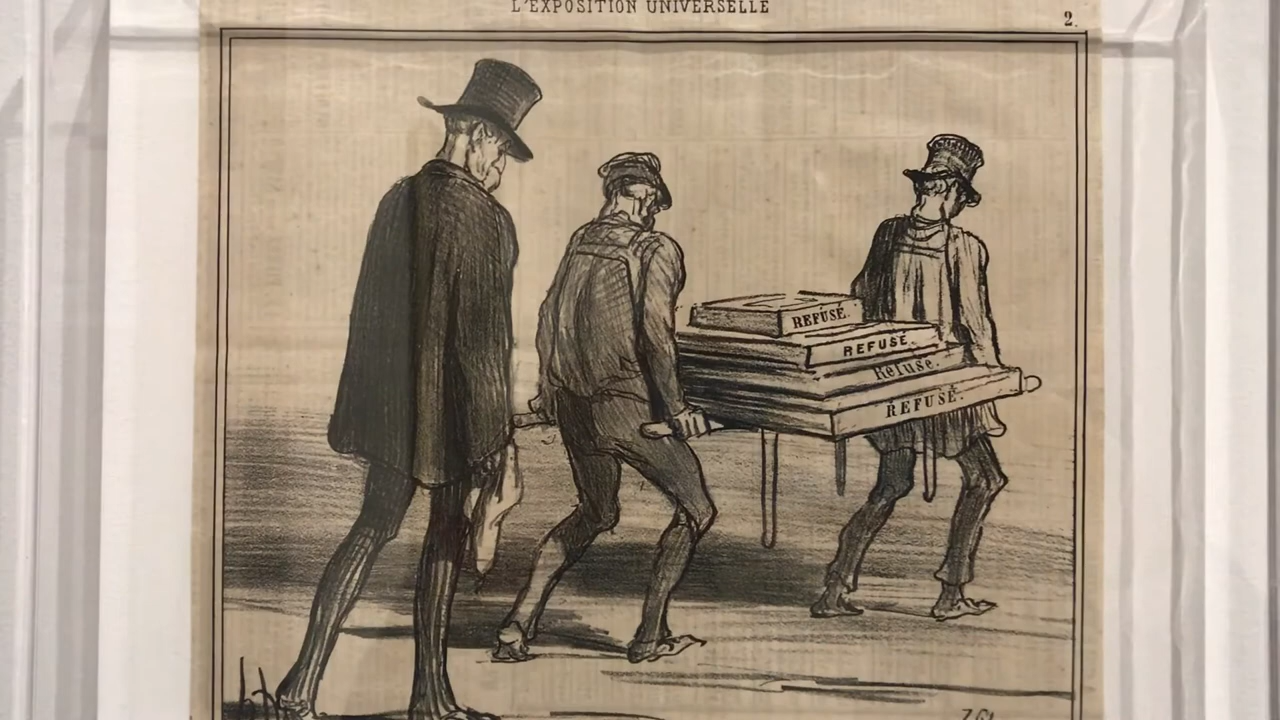 L'EXPOSITION UNIVERSELLE
2.
REFUSÉ.
REFUSÉ.
Refusé.
REFUSÉ.
h.D.